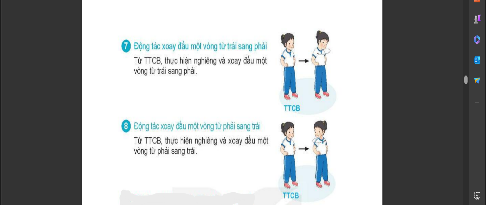 7 Động tác xoay đầu một vòng từ trái sang phải
Từ TTCB, thực hiện nghiêng và xoay đầu một
vòng từ trái sang phải.
TTCB
8 Động tác xoay đầu một vòng từ phải sang trái
Từ TTCB, thực hiện nghiêng và xoay đầu một
vòng từ phải sang trái.
TTCB